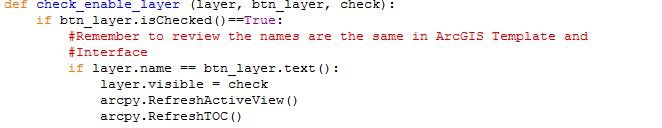 def check_enable_layer (layer, btn_layer, check):
    if btn_layer.isChecked()==True:
        #Remember to review the names are the same in ArcGIS Template and
        #Interface
        if layer.name == btn_layer.text():
            layer.visible = check
            arcpy.RefreshActiveView()
            arcpy.RefreshTOC()